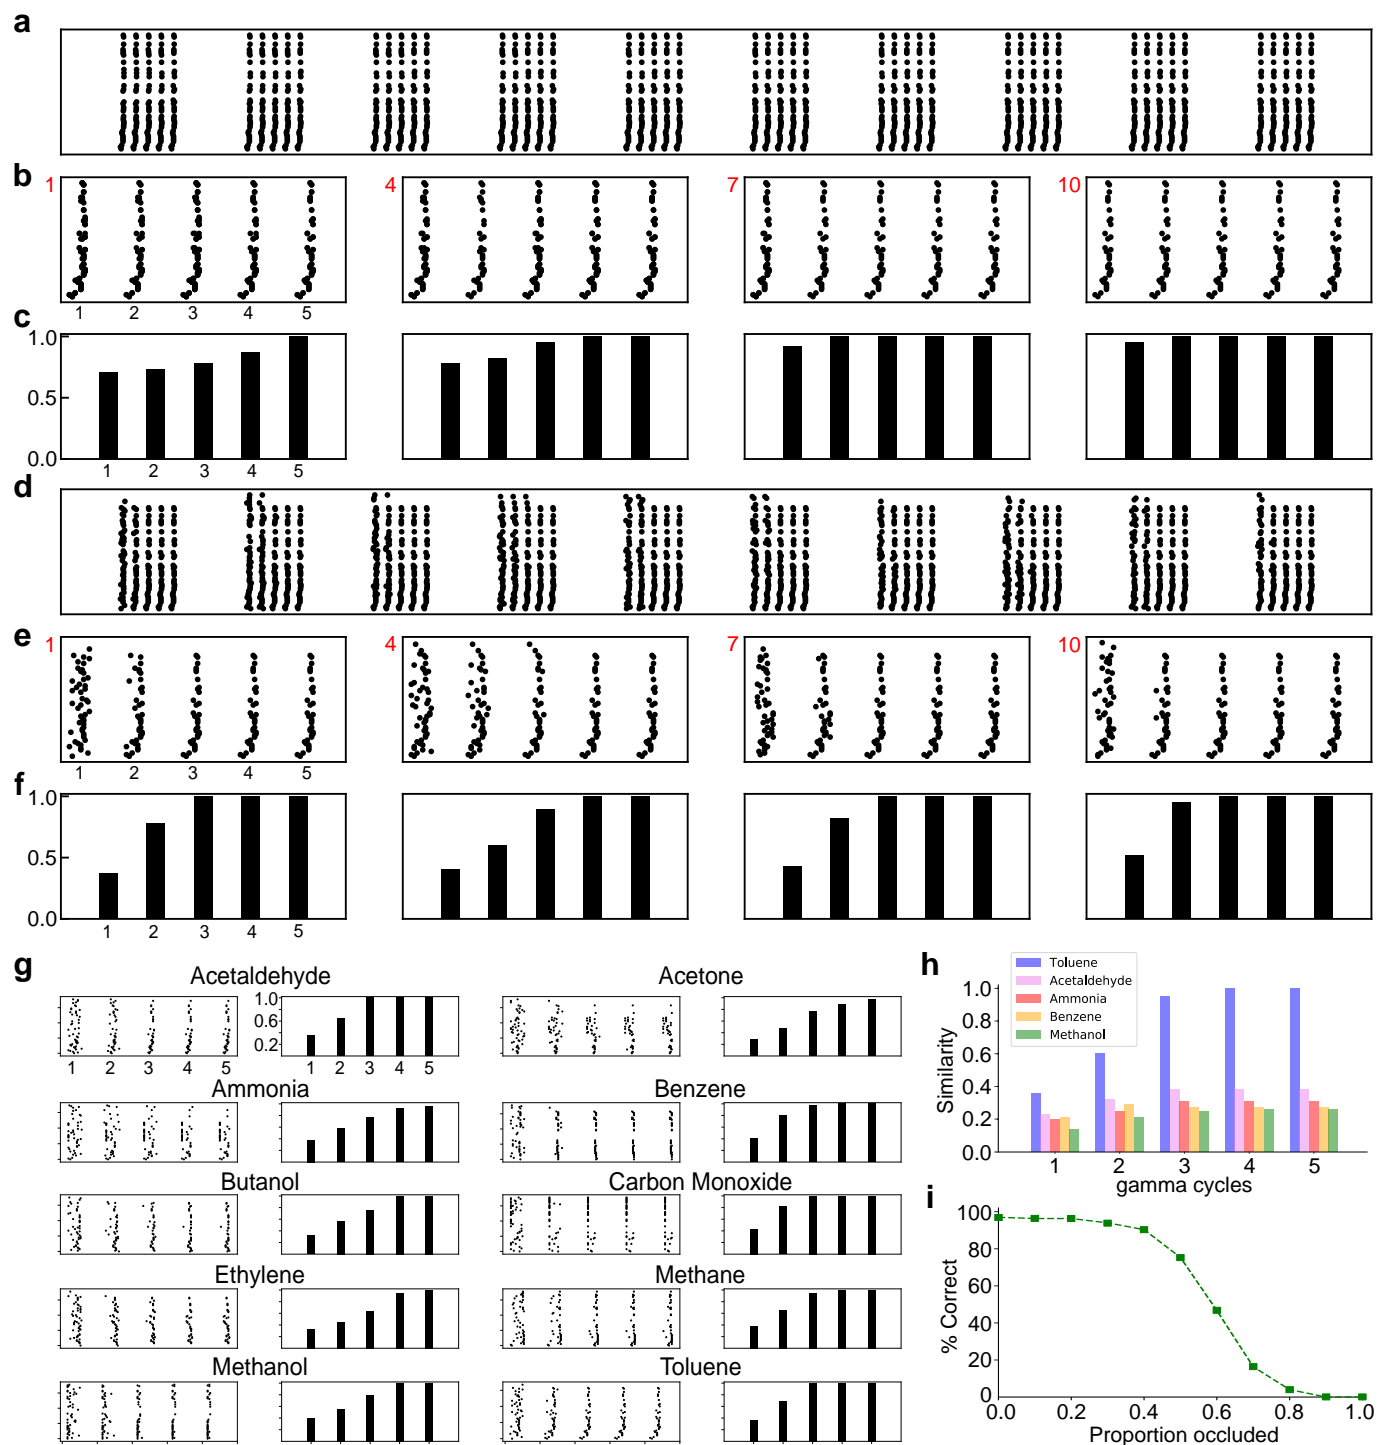 a
b
1 4 7 10
1 2 3 4 5
c
1.0
0.5
0.0
1 2 3 4 5
d
e
1 4 7 10
1 2 3 4 5
f
1.0
0.5
0.0
1 2 3 4 5
g
Acetaldehyde
1.0
0.6
0.2
1 2 3 4 5
1 2 3 4 5
Acetone
Ammonia
Benzene
Butanol
Carbon Monoxide
Ethylene
Methane
Methanol
Toluene
h
Toluene
Acetaldehyde
Ammonia
Benzene
Methanol
Similarity
1.0
0.8
0.6
0.4
0.2
0.0
1 2 3 4 5
gamma cycles
i
% Correct
100
80
60
40
20
0
0.0 0.2 0.4 0.6 0.8 1.0
Proportion occluded